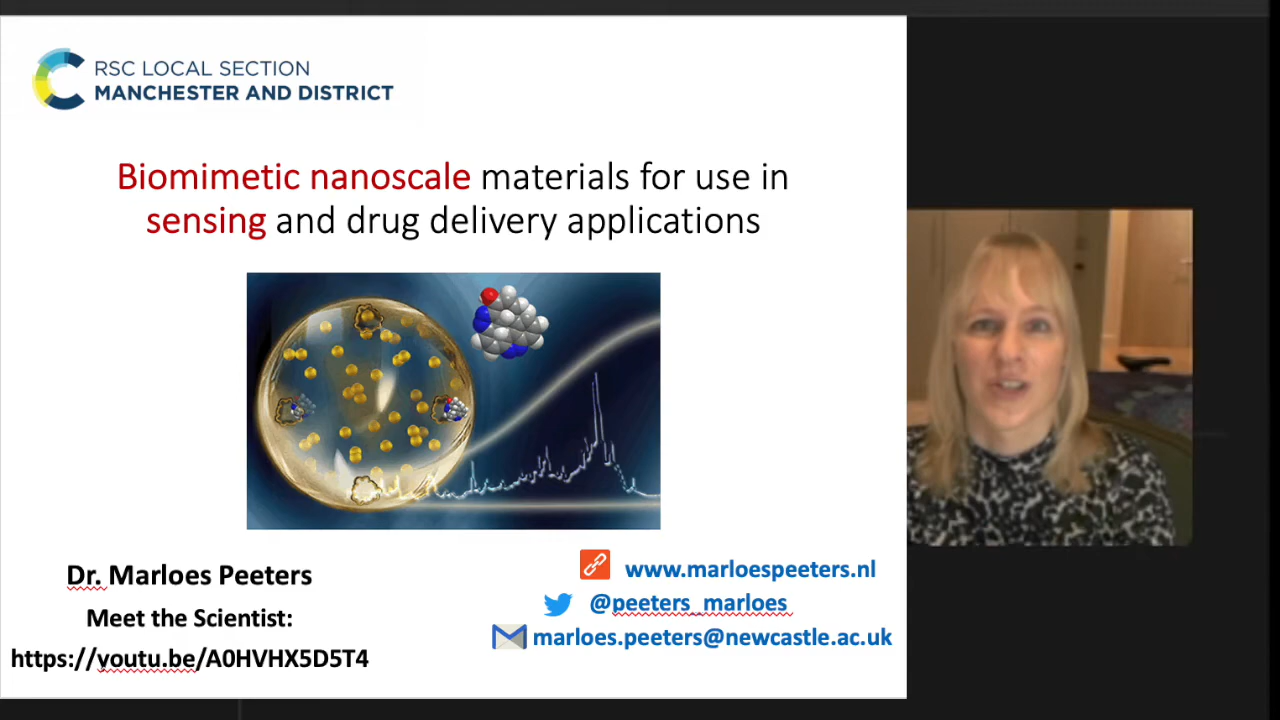 RSC LOCAL SECTION
MANCHESTER AND DISTRICT
Biomimetic nanoscale materials for use in
sensing and drug delivery applications
Dr. Marloes Peeters
Meet the Scientist:
https://youtu.be/A0HVHX5D5T4
www.marloespeeters.nl
@peeters_marloes
marloes.peeters@newcastle.ac.uk